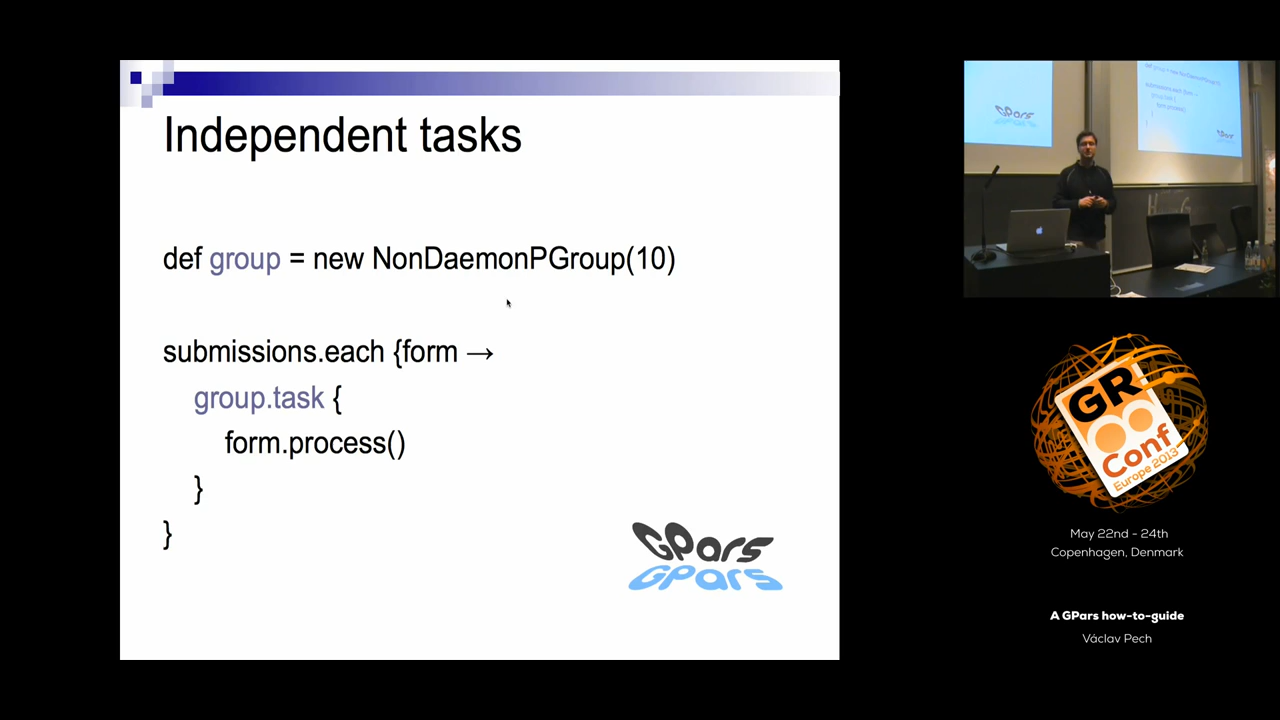 Independent tasks
def group = new NonDaemonPGroup(10)
submissions.each {form →
group.task {
form.process()
}
}
GPars
GPars
GR8
Conf
Europe 2013
May 22nd - 24th
Copenhagen, Denmark
A GPars how-to-guide
Václav Pech